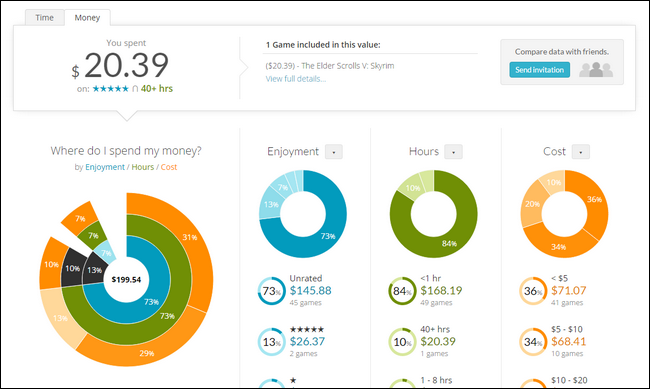 Time
Money
You spent
$ 20.39
on: ★★★★★ ∩ 40+ hrs
1 Game included in this value:
($20.39) - The Elder Scrolls V: Skyrim
View full details...
Compare data with friends.
Send invitation
Where do I spend my money?
by Enjoyment / Hours / Cost
7%
7%
7%
31%
10%
10%
13%
$199.54
73%
73%
13%
29%
Enjoyment
7%
13%
73%
73%
Unrated
$145.88
45 games
13%
★★★★★
$26.37
2 games
★
Hours
10%
84%
84%
<1 hr
$168.19
49 games
10%
40+ hrs
$20.39
1 games
1 - 8 hrs
Cost
10%
20%
36%
34%
36%
< $5
$71.07
41 games
34%
$5 - $10
$68.41
10 games
$10 - $20